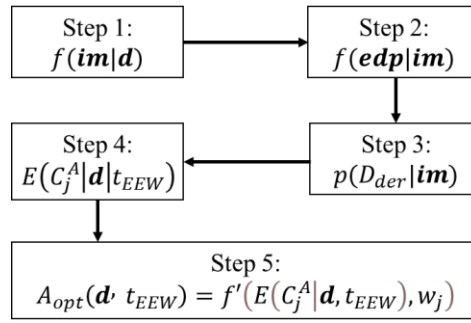 Step 1:
f(im|d)
Step 2:
f(edp|im)
Step 3:
p(D_der|im)
Step 4:
E(C_j^A|d|t_EEW)
Step 5:
A_opt(d, t_EEW) = f′(E(C_j^A|d, t_EEW), w_j)